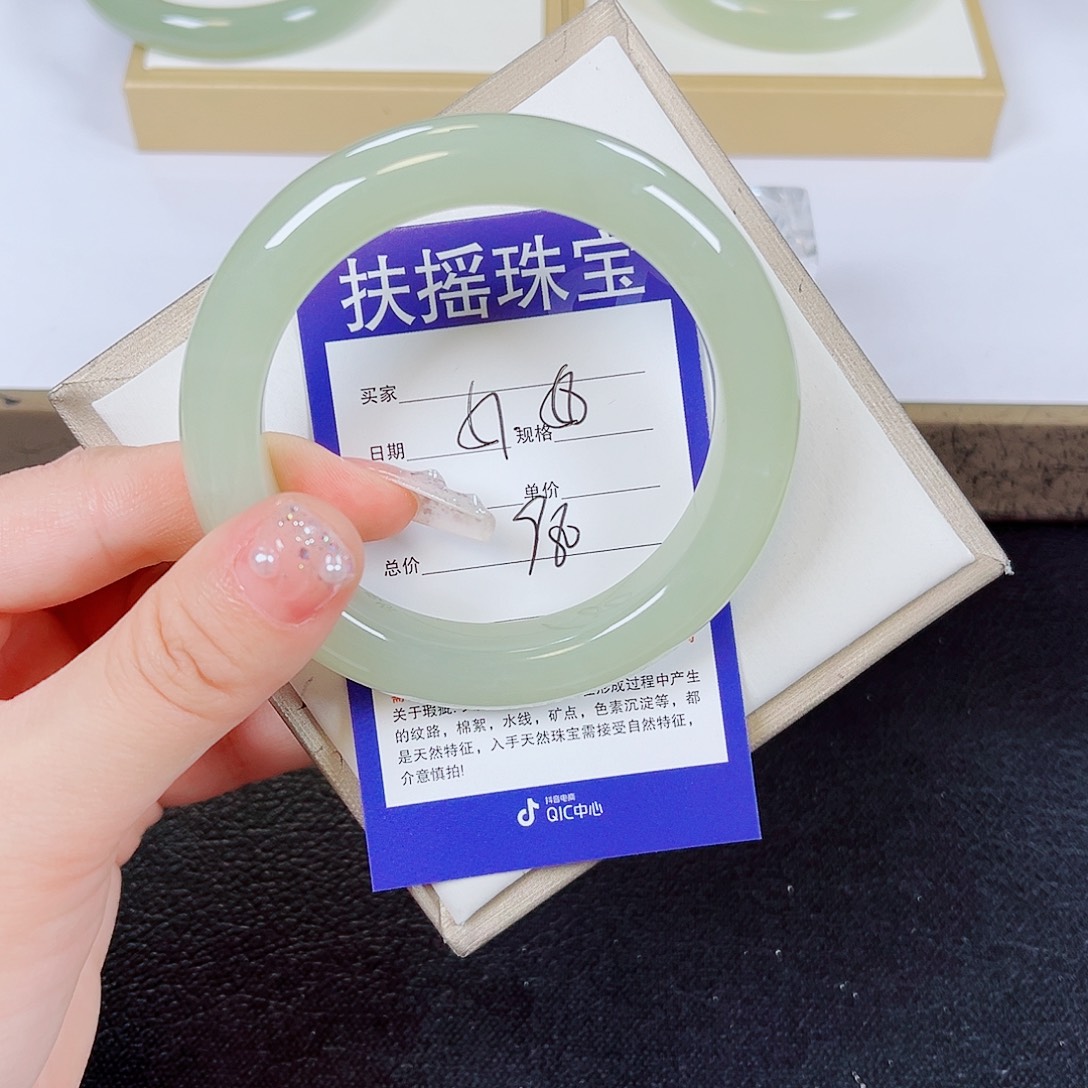 扶摇珠宝
买家
日期 规格
单价
总价 98
形成过程中产生
关于瑕疵
的纹路，棉絮，水线，矿点，色素沉淀等，都
是天然特征，入手天然珠宝需接受自然特征，
介意慎拍!
抖音电商
QIC中心